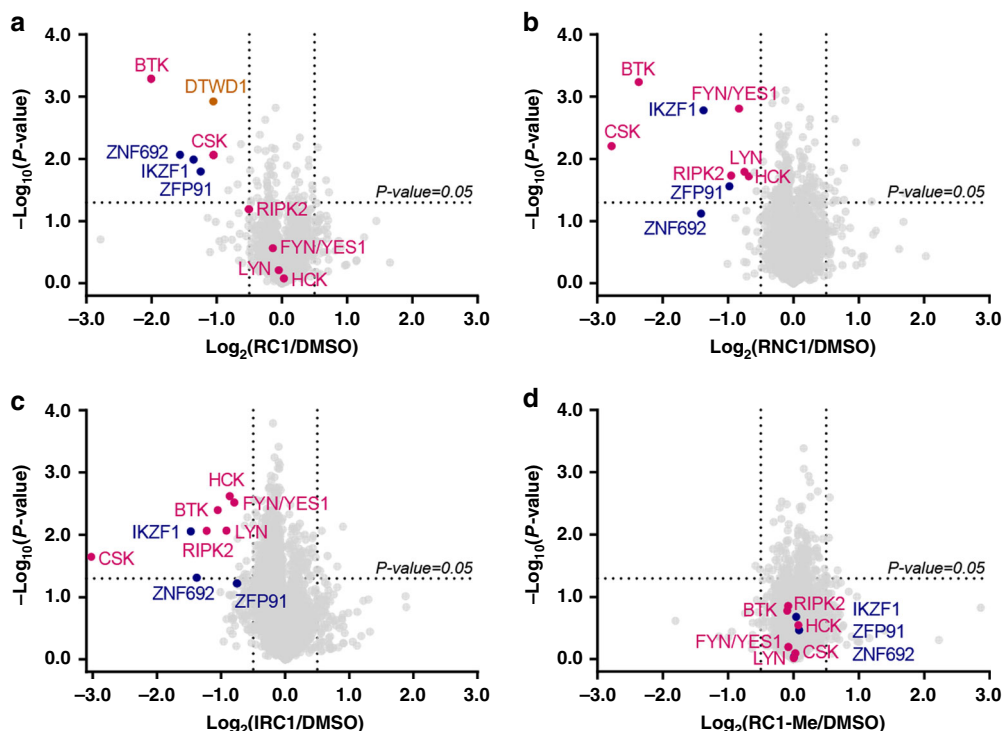 a
4.0
3.0
2.0
1.0
0.0
−Log10(P-value)
BTK
DTWD1
ZNF692
CSK
IKZF1
ZFP91
P-value=0.05
RIPK2
FYN/YES1
LYN
HCK
−3.0 −2.0 −1.0 0.0 1.0 2.0 3.0
Log2(RC1/DMSO)
b
4.0
3.0
2.0
1.0
0.0
−Log10(P-value)
BTK
FYN/YES1
IKZF1
CSK
LYN
RIPK2
HCK
ZFP91
P-value=0.05
ZNF692
−3.0 −2.0 −1.0 0.0 1.0 2.0 3.0
Log2(RNC1/DMSO)
c
4.0
3.0
2.0
1.0
0.0
−Log10(P-value)
HCK
BTK
FYN/YES1
IKZF1
LYN
RIPK2
CSK
P-value=0.05
ZNF692
ZFP91
−3.0 −2.0 −1.0 0.0 1.0 2.0 3.0
Log2(IRC1/DMSO)
d
4.0
3.0
2.0
1.0
0.0
−Log10(P-value)
P-value=0.05
BTK
RIPK2
IKZF1
HCK
ZFP91
FYN/YES1
CSK
ZNF692
LYN
−3.0 −2.0 −1.0 0.0 1.0 2.0 3.0
Log2(RC1-Me/DMSO)